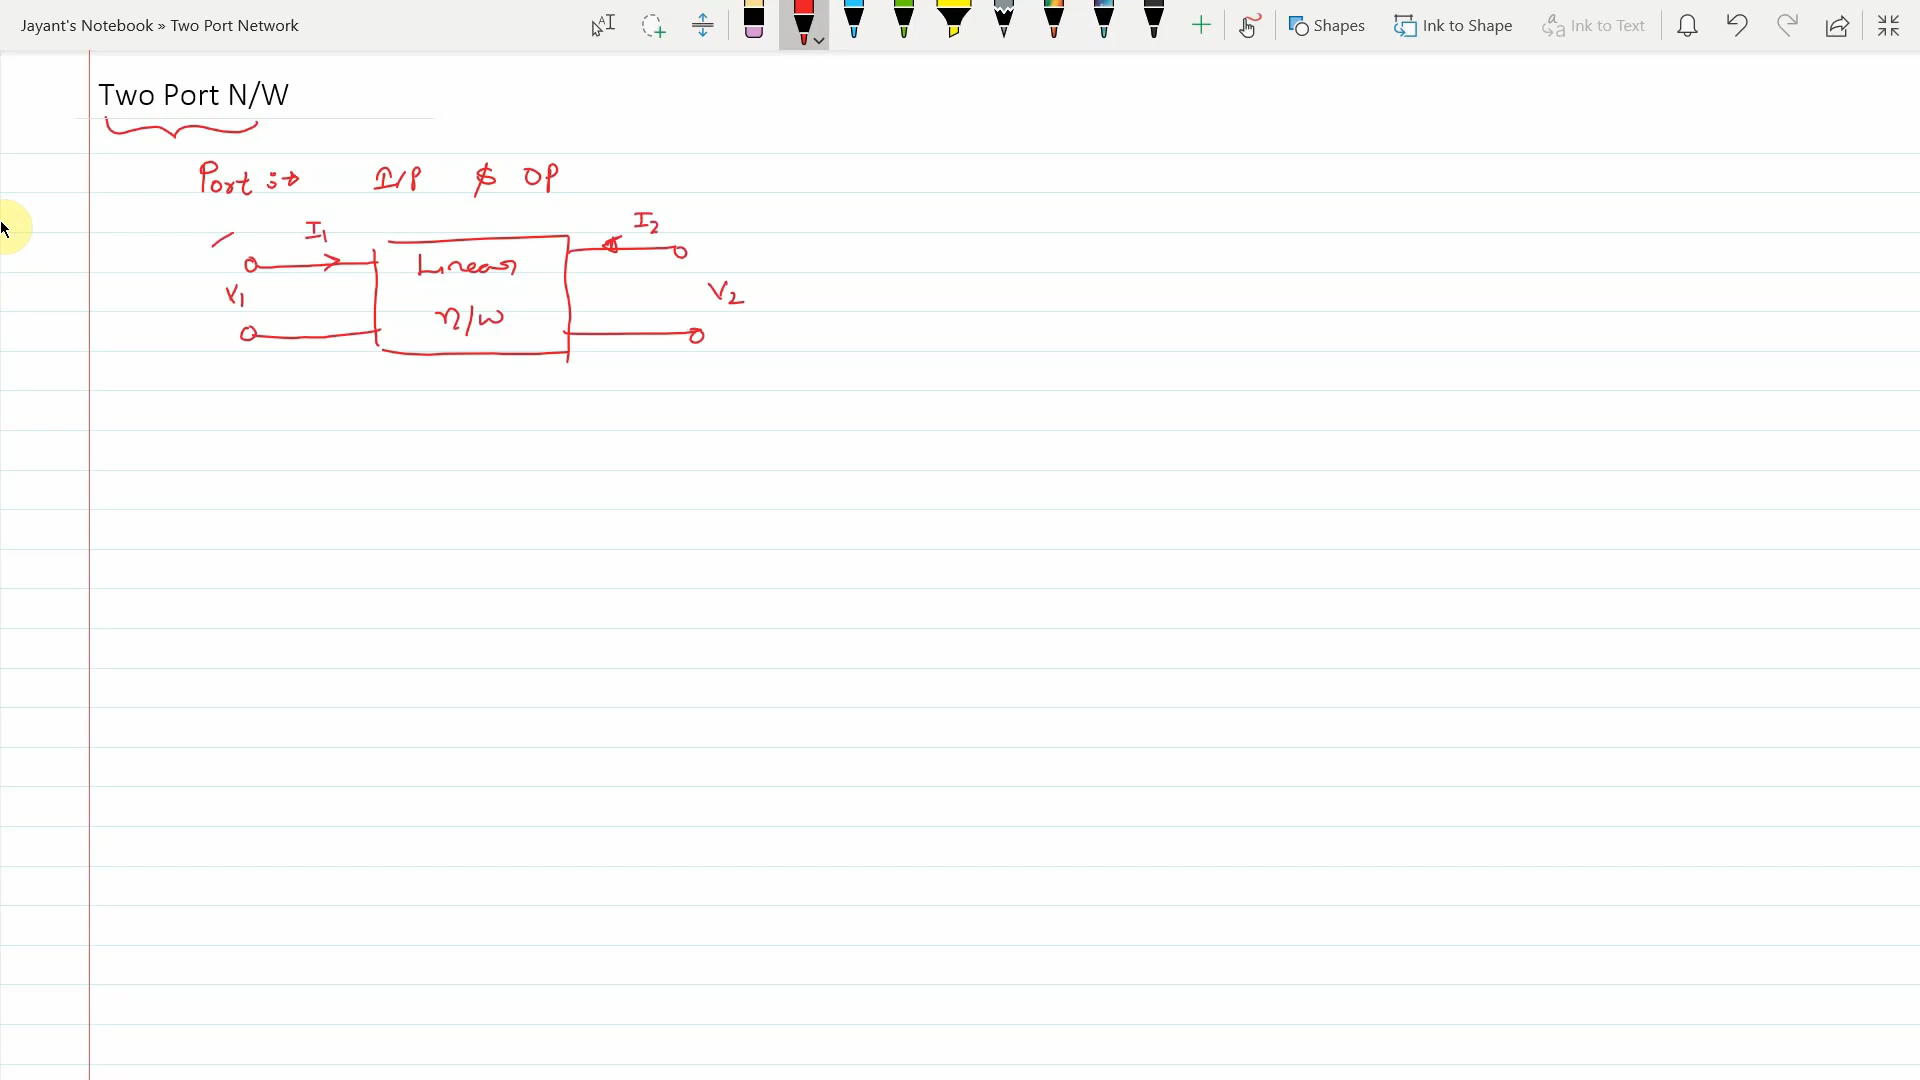 Jayant's Notebook » Two Port Network
Shapes Ink to Shape Ink to Text
Two Port N/W
Port :→ I/P & OP
I1 I2
Linear
V1 V2
n/w